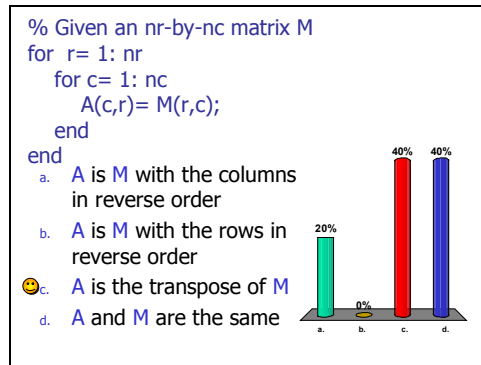 % Given an nr-by-nc matrix M
for r= 1: nr
for c= 1: nc
A(c,r)= M(r,c);
end
end
a. A is M with the columns
in reverse order
b. A is M with the rows in
reverse order
c. A is the transpose of M
d. A and M are the same
20%
0%
40%
40%
a. b. c. d.